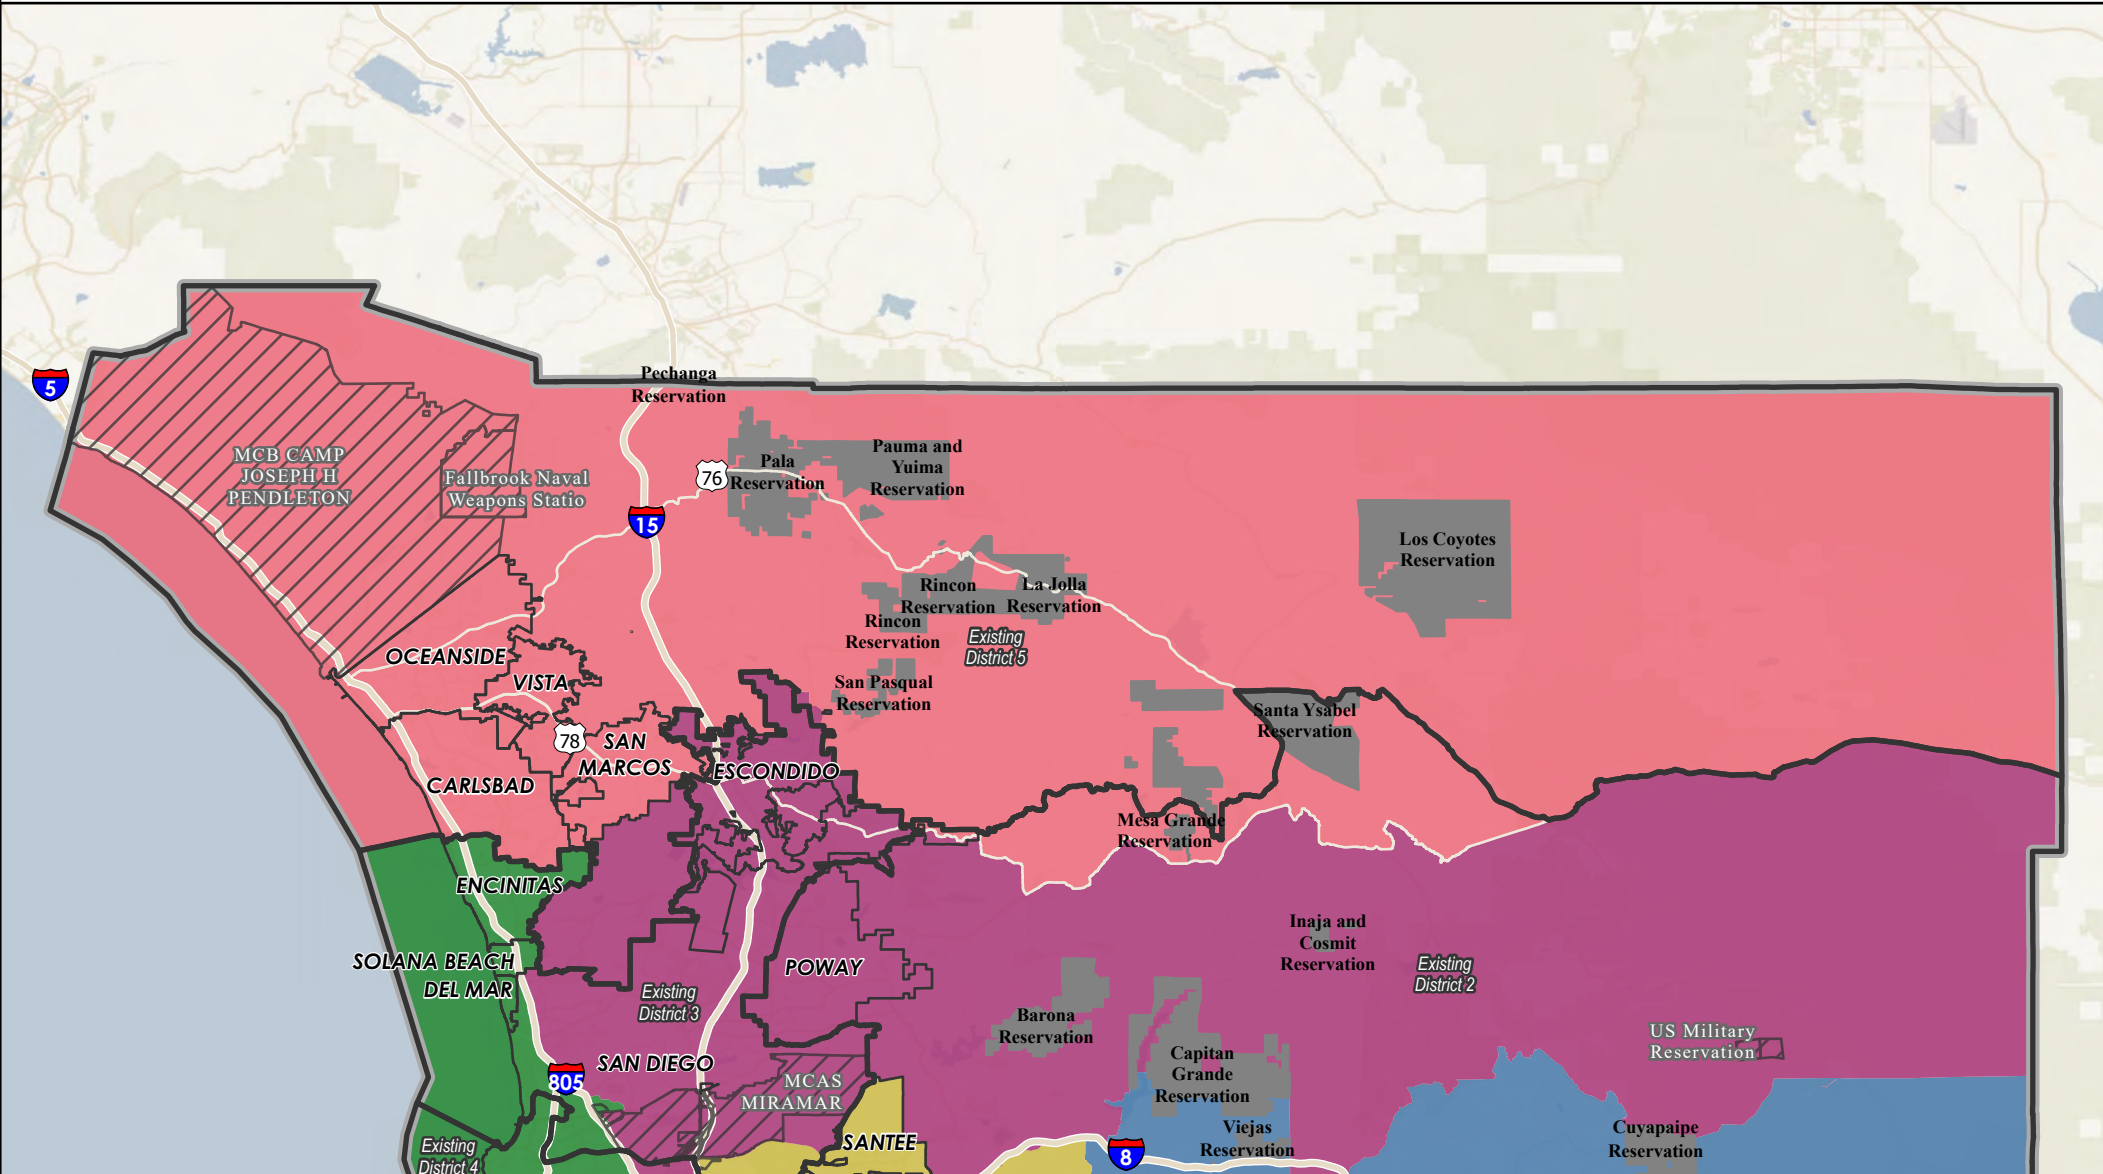 5
Pechanga
Reservation
MCB CAMP
JOSEPH H
PENDLETON
Fallbrook Naval
Weapons Statio
76
Pala
Reservation
Pauma and
Yuima
Reservation
15
Los Coyotes
Reservation
Rincon
Reservation
La Jolla
Reservation
Rincon
Reservation
Existing
District 5
OCEANSIDE
VISTA
San Pasqual
Reservation
Santa Ysabel
Reservation
78
SAN
MARCOS
ESCONDIDO
CARLSBAD
Mesa Grande
Reservation
ENCINITAS
Inaja and
Cosmit
Reservation
SOLANA BEACH
DEL MAR
POWAY
Existing
District 2
Existing
District 3
Barona
Reservation
US Military
Reservation
SAN DIEGO
805
MCAS
MIRAMAR
Capitan
Grande
Reservation
Existing
District 4
SANTEE
8
Viejas
Reservation
Cuyapaipe
Reservation